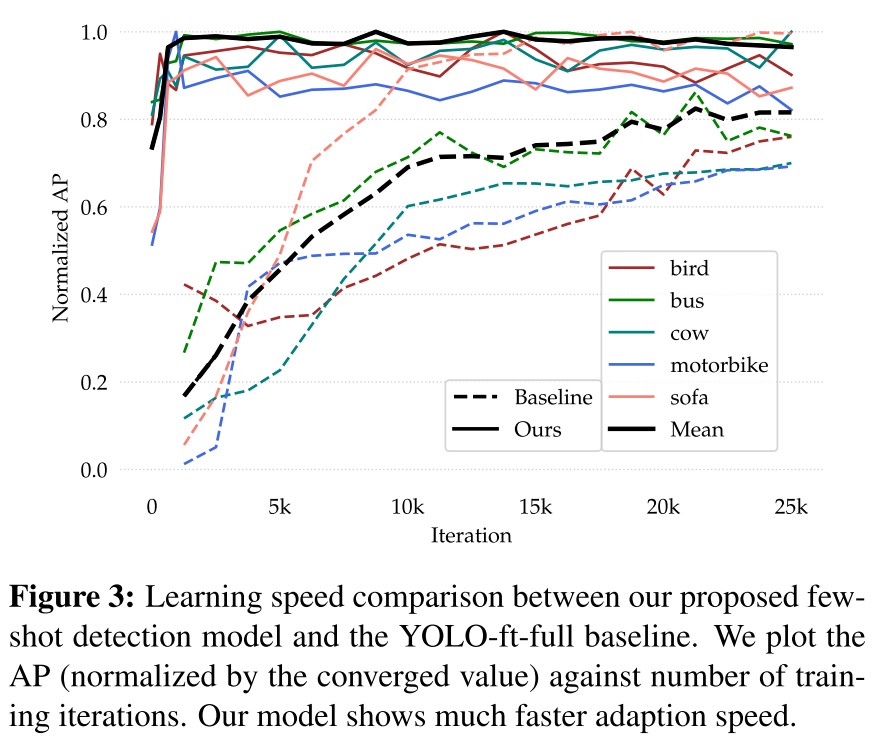 1.0
0.8
0.6
0.4
0.2
0.0
Normalized AP
bird
bus
cow
motorbike
sofa
Mean
Baseline
Ours
0 5k 10k 15k 20k 25k
Iteration
Figure 3: Learning speed comparison between our proposed few-
shot detection model and the YOLO-ft-full baseline. We plot the
AP (normalized by the converged value) against number of train-
ing iterations. Our model shows much faster adaption speed.